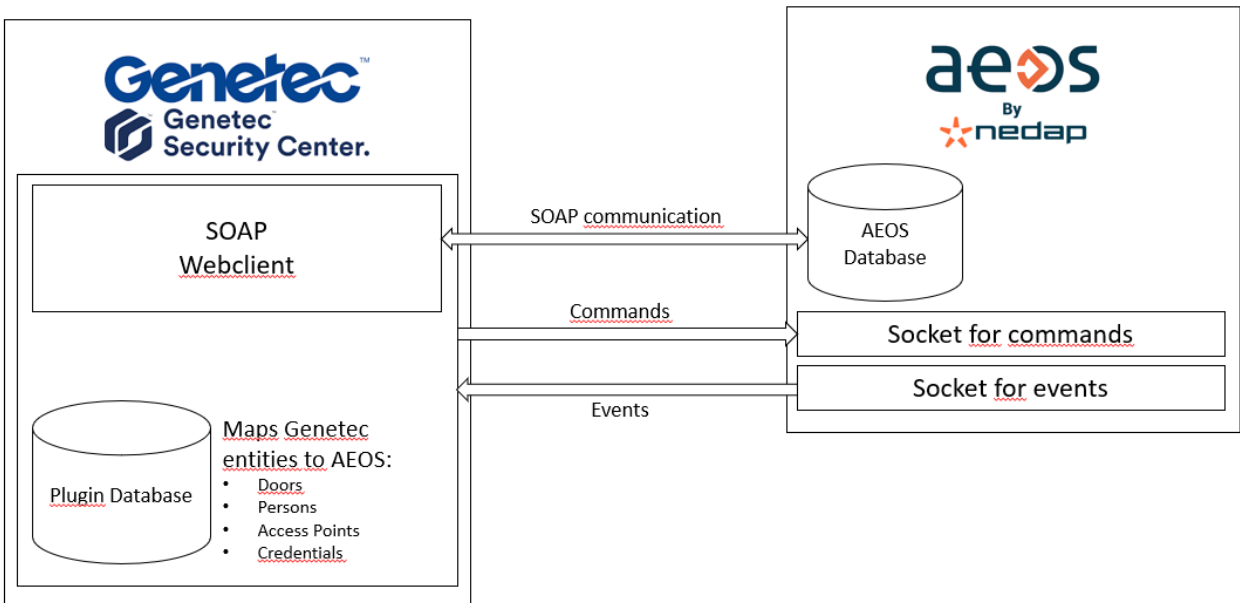 Genetec™
Genetec™
Security Center.
SOAP
Webclient
Plugin Database
Maps Genetec
entities to AEOS:
• Doors
• Persons
• Access Points
• Credentials
SOAP communication
Commands
Events
aeos
By
nedap
AEOS
Database
Socket for commands
Socket for events